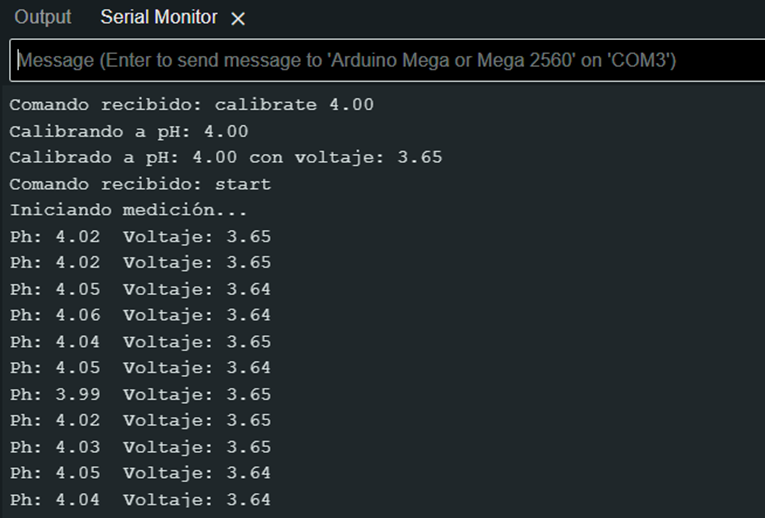 Output Serial Monitor ×
Message (Enter to send message to 'Arduino Mega or Mega 2560' on 'COM3')
Comando recibido: calibrate 4.00
Calibrando a pH: 4.00
Calibrado a pH: 4.00 con voltaje: 3.65
Comando recibido: start
Iniciando medición...
Ph: 4.02  Voltaje: 3.65
Ph: 4.02  Voltaje: 3.65
Ph: 4.05  Voltaje: 3.64
Ph: 4.06  Voltaje: 3.64
Ph: 4.04  Voltaje: 3.65
Ph: 4.05  Voltaje: 3.64
Ph: 3.99  Voltaje: 3.65
Ph: 4.02  Voltaje: 3.65
Ph: 4.03  Voltaje: 3.65
Ph: 4.05  Voltaje: 3.64
Ph: 4.04  Voltaje: 3.64